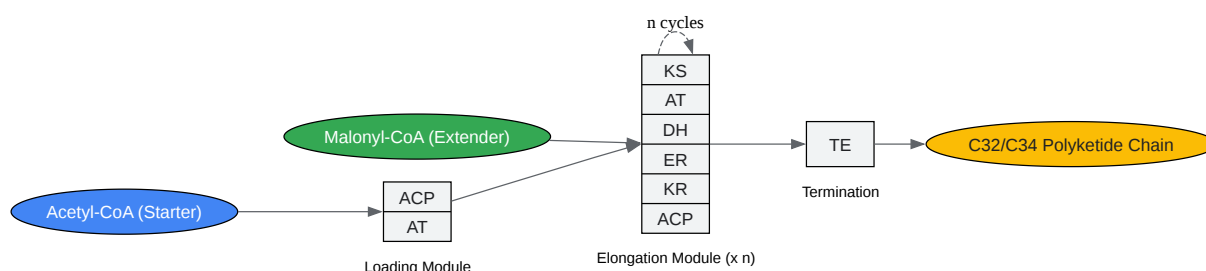 n cycles
Acetyl-CoA (Starter)
Malonyl-CoA (Extender)
ACP
AT
Loading Module
KS
AT
DH
ER
KR
ACP
Elongation Module (x n)
TE
Termination
C32/C34 Polyketide Chain